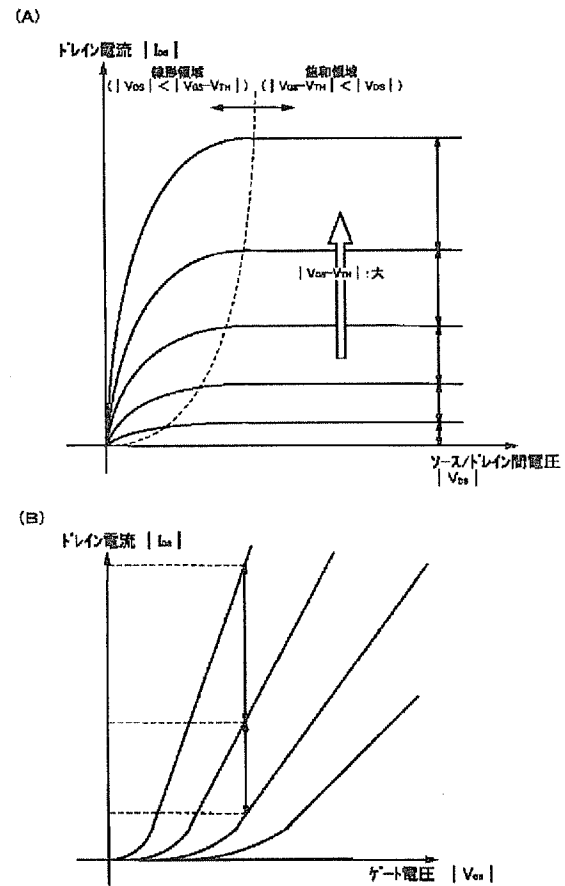 (A)
ドレイン電流 |IDS|
線形領域 飽和領域
(|VDS|<|VGS-VTH|) (|VGS-VTH|<|VDS|)
|VGS-VTH|:大
ソース/ドレイン間電圧
|VDS|
(B)
ドレイン電流 |IDS|
ゲート電圧 |VGS|